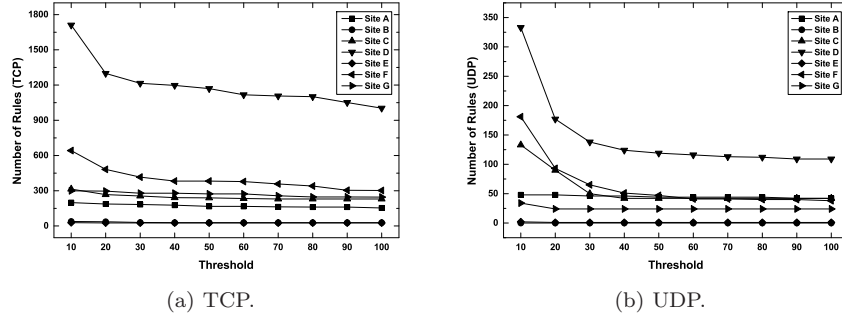 1800
1500
1200
900
600
300
0
Number of Rules (TCP)
10 20 30 40 50 60 70 80 90 100
Threshold
Site A
Site B
Site C
Site D
Site E
Site F
Site G
(a) TCP.
350
300
250
200
150
100
50
0
Number of Rules (UDP)
10 20 30 40 50 60 70 80 90 100
Threshold
Site A
Site B
Site C
Site D
Site E
Site F
Site G
(b) UDP.